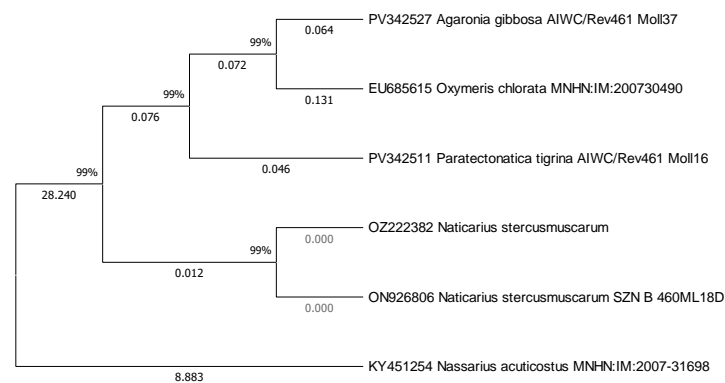 PV342527 Agaronia gibbosa AIWC/Rev461 Moll37
0.064
99%
0.072
EU685615 Oxymeris chlorata MNHN:IM:200730490
99%
0.131
0.076
PV342511 Paratectonatica tigrina AIWC/Rev461 Moll16
0.046
99%
28.240
OZ222382 Naticarius stercusmuscarum
0.000
99%
0.012
ON926806 Naticarius stercusmuscarum SZN B 460ML18D
0.000
KY451254 Nassarius acuticostus MNHN:IM:2007-31698
8.883